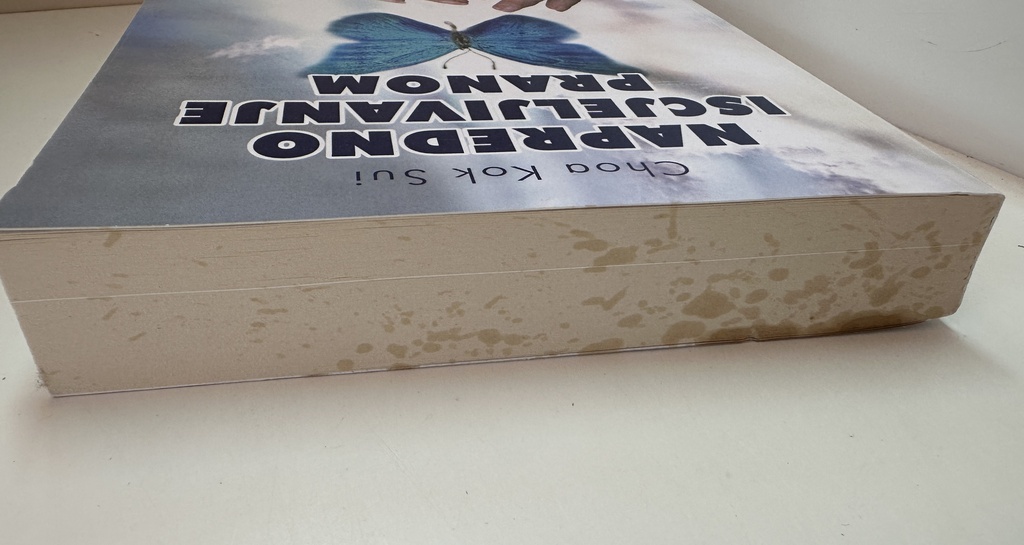 Choa Kok Sui
NAPREDNO
ISCJELJIVANJE
PRANOM